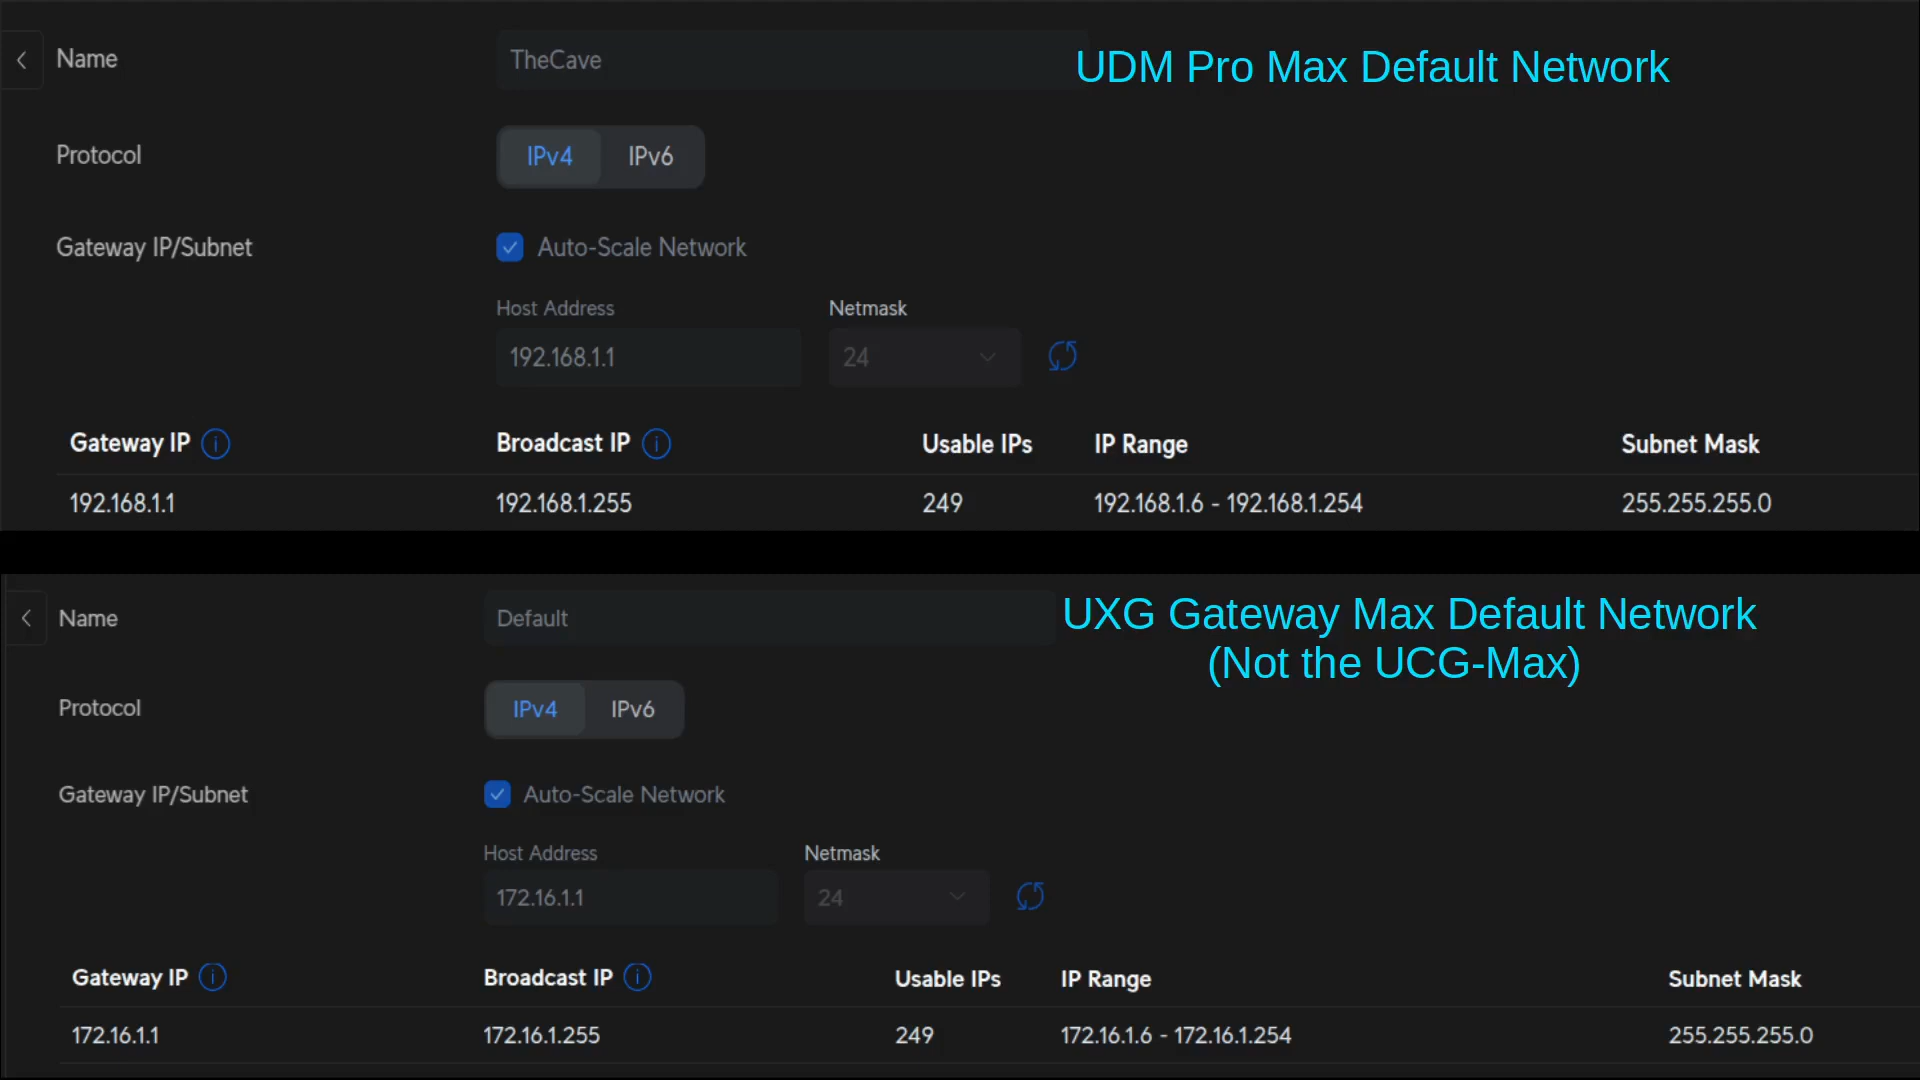 Name
TheCave
UDM Pro Max Default Network
Protocol
IPv4 IPv6
Gateway IP/Subnet
Auto-Scale Network
Host Address Netmask
192.168.1.1 24
Gateway IP Broadcast IP Usable IPs IP Range Subnet Mask
192.168.1.1 192.168.1.255 249 192.168.1.6 - 192.168.1.254 255.255.255.0
Name
Default
UXG Gateway Max Default Network
(Not the UCG-Max)
Protocol
IPv4 IPv6
Gateway IP/Subnet
Auto-Scale Network
Host Address Netmask
172.16.1.1 24
Gateway IP Broadcast IP Usable IPs IP Range Subnet Mask
172.16.1.1 172.16.1.255 249 172.16.1.6 - 172.16.1.254 255.255.255.0